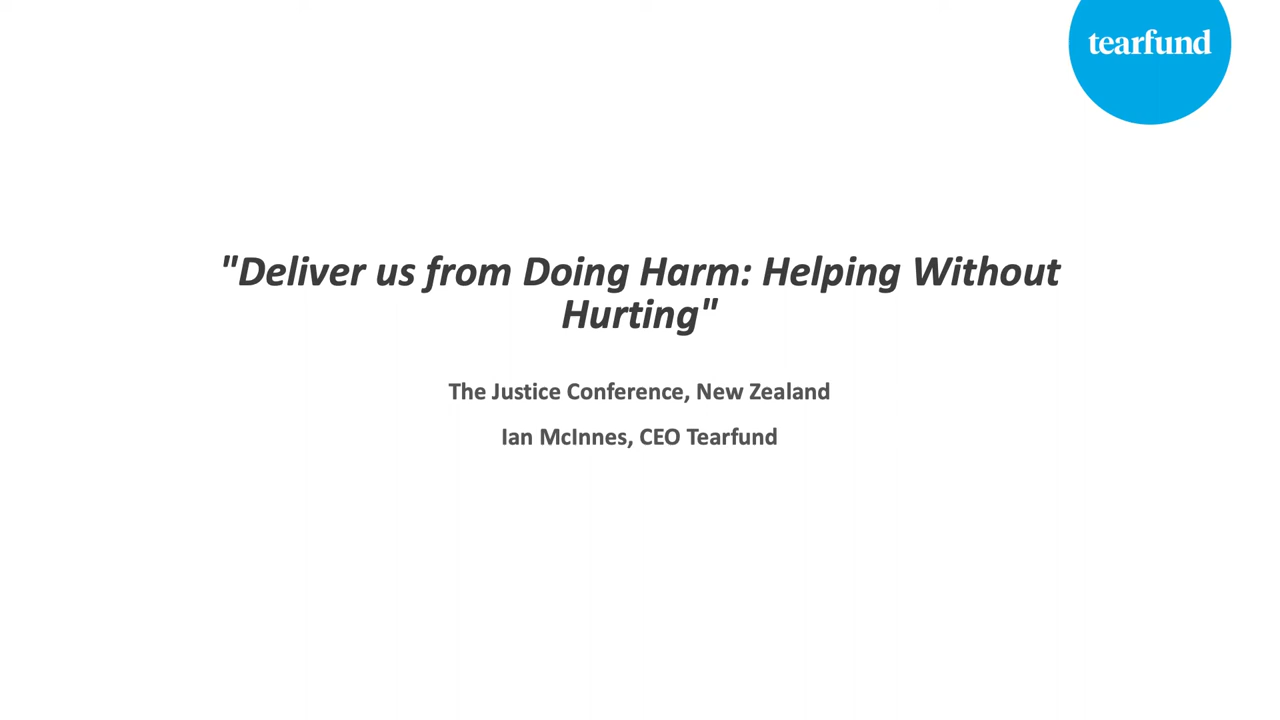 tearfund
"Deliver us from Doing Harm: Helping Without
Hurting"
The Justice Conference, New Zealand
Ian McInnes, CEO Tearfund